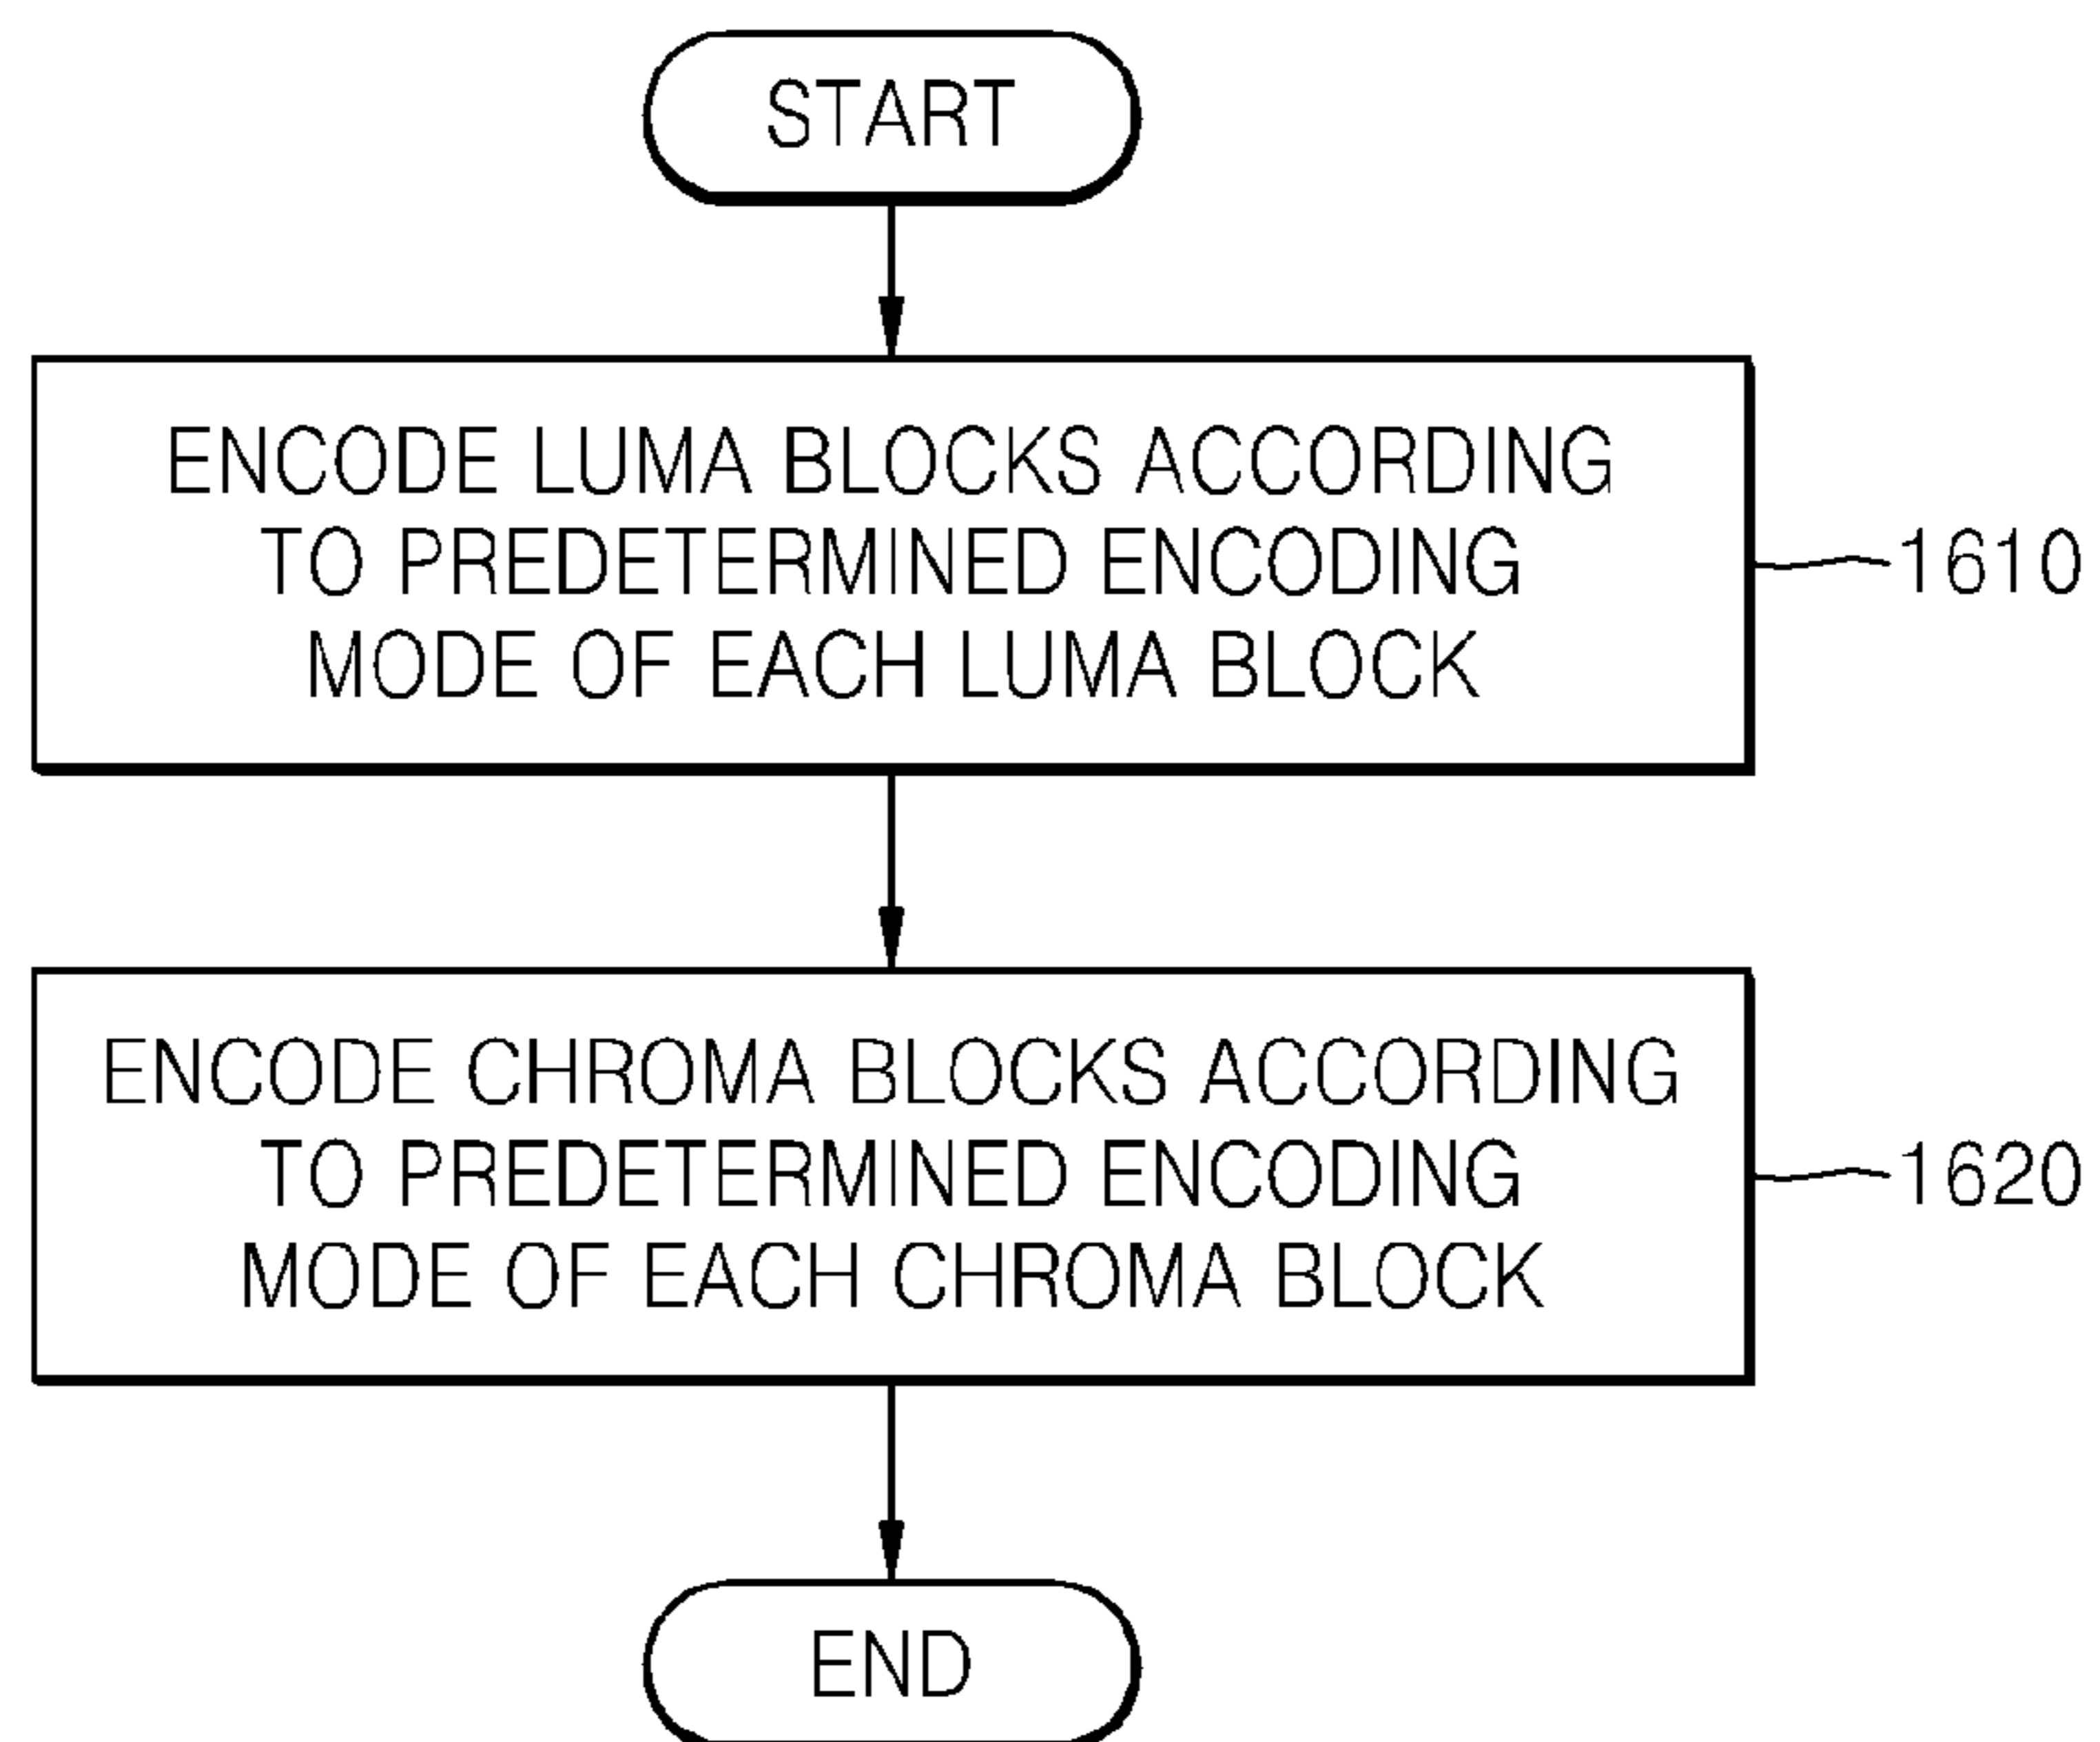 START
ENCODE LUMA BLOCKS ACCORDING
TO PREDETERMINED ENCODING
MODE OF EACH LUMA BLOCK
1610
ENCODE CHROMA BLOCKS ACCORDING
TO PREDETERMINED ENCODING
MODE OF EACH CHROMA BLOCK
1620
END